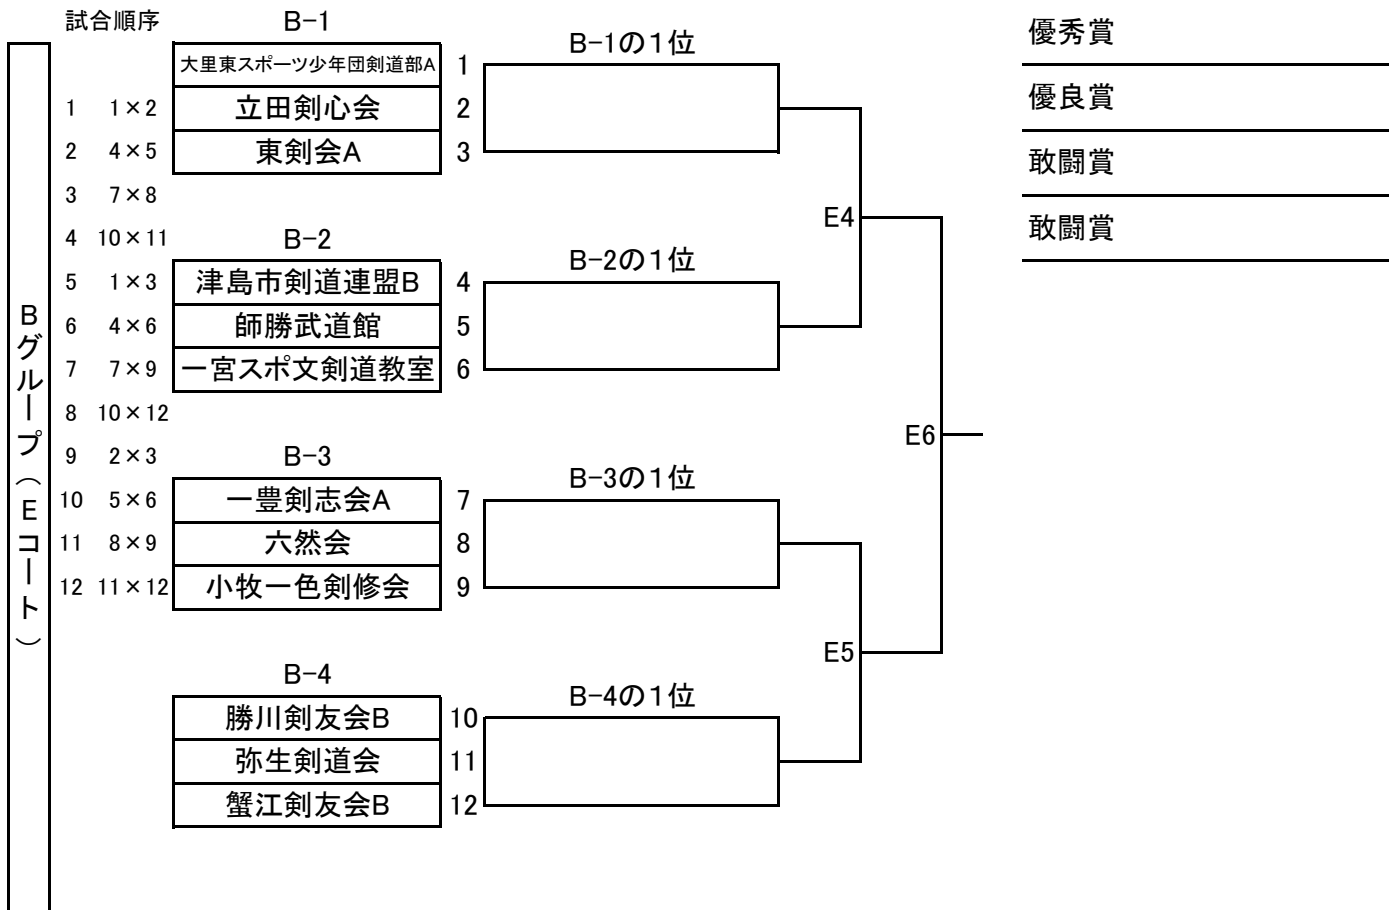 試合順序
B-1
B-1の1位
優秀賞
大里東スポーツ少年団剣道部A 1
優良賞
1 1×2 立田剣心会 2
2 4×5 東剣会A 3
敢闘賞
3 7×8
E4
敢闘賞
4 10×11 B-2
B-2の1位
5 1×3 津島市剣道連盟B 4
6 4×6 師勝武道館 5
7 7×9 一宮スポ文剣道教室 6
Bグループ(Eコート)
8 10×12
E6
9 2×3 B-3
B-3の1位
10 5×6 一豊剣志会A 7
11 8×9 六然会 8
12 11×12 小牧一色剣修会 9
E5
B-4
B-4の1位
勝川剣友会B 10
弥生剣道会 11
蟹江剣友会B 12